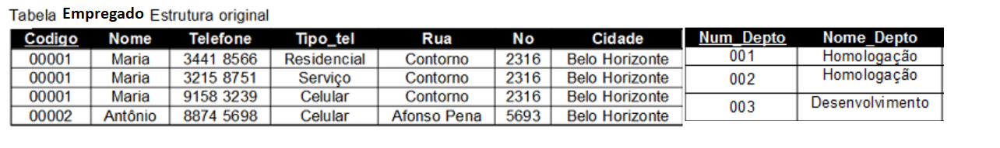 Tabela Empregado Estrutura original
Codigo Nome Telefone Tipo_tel Rua No Cidade Num_Depto Nome_Depto
00001 Maria 3441 8566 Residencial Contorno 2316 Belo Horizonte 001 Homologação
00001 Maria 3215 8751 Serviço Contorno 2316 Belo Horizonte 002 Homologação
00001 Maria 9158 3239 Celular Contorno 2316 Belo Horizonte 003 Desenvolvimento
00002 Antônio 8874 5698 Celular Afonso Pena 5693 Belo Horizonte